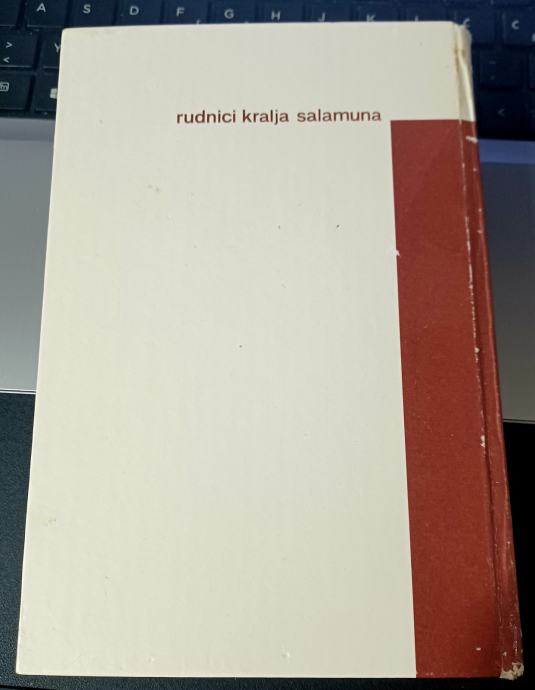 A S D F G H J K L Č Ć
rudnici kralja salamuna